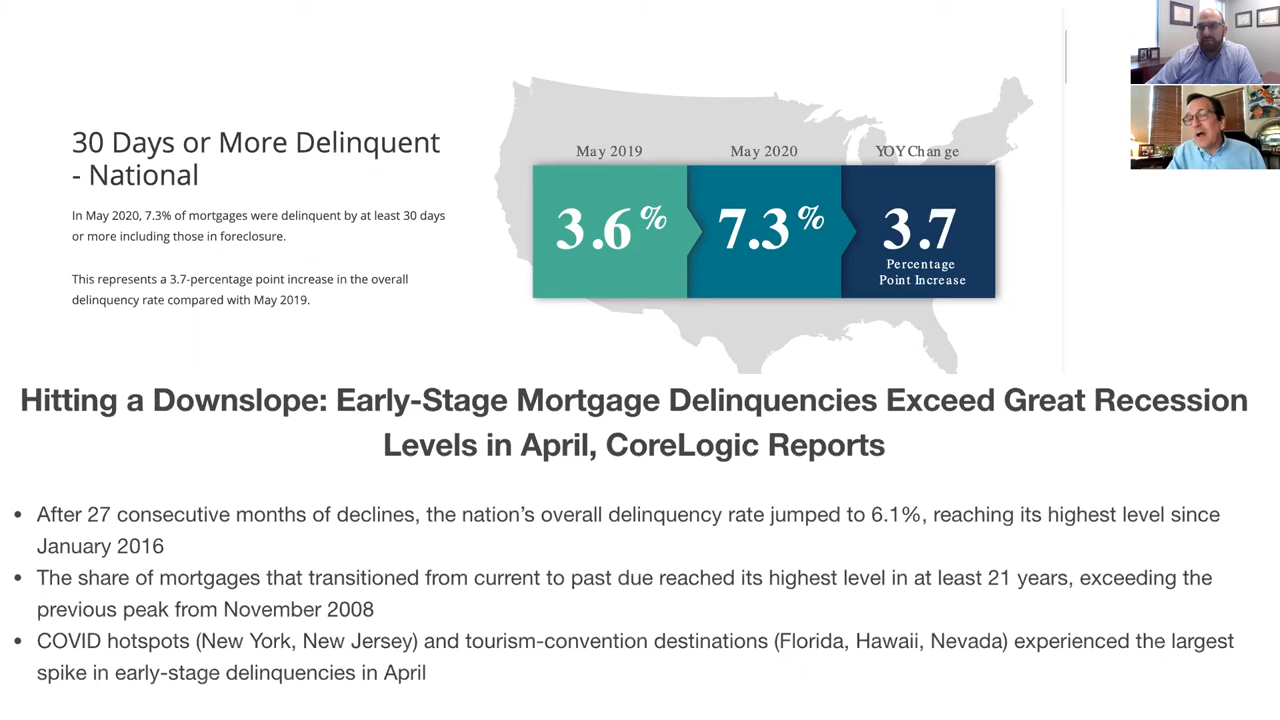 30 Days or More Delinquent
- National
In May 2020, 7.3% of mortgages were delinquent by at least 30 days
or more including those in foreclosure.
This represents a 3.7-percentage point increase in the overall
delinquency rate compared with May 2019.
May 2019
May 2020
YOY Change
3.6%
7.3%
3.7
Percentage
Point Increase
Hitting a Downslope: Early-Stage Mortgage Delinquencies Exceed Great Recession
Levels in April, CoreLogic Reports
• After 27 consecutive months of declines, the nation’s overall delinquency rate jumped to 6.1%, reaching its highest level since
January 2016
• The share of mortgages that transitioned from current to past due reached its highest level in at least 21 years, exceeding the
previous peak from November 2008
• COVID hotspots (New York, New Jersey) and tourism-convention destinations (Florida, Hawaii, Nevada) experienced the largest
spike in early-stage delinquencies in April